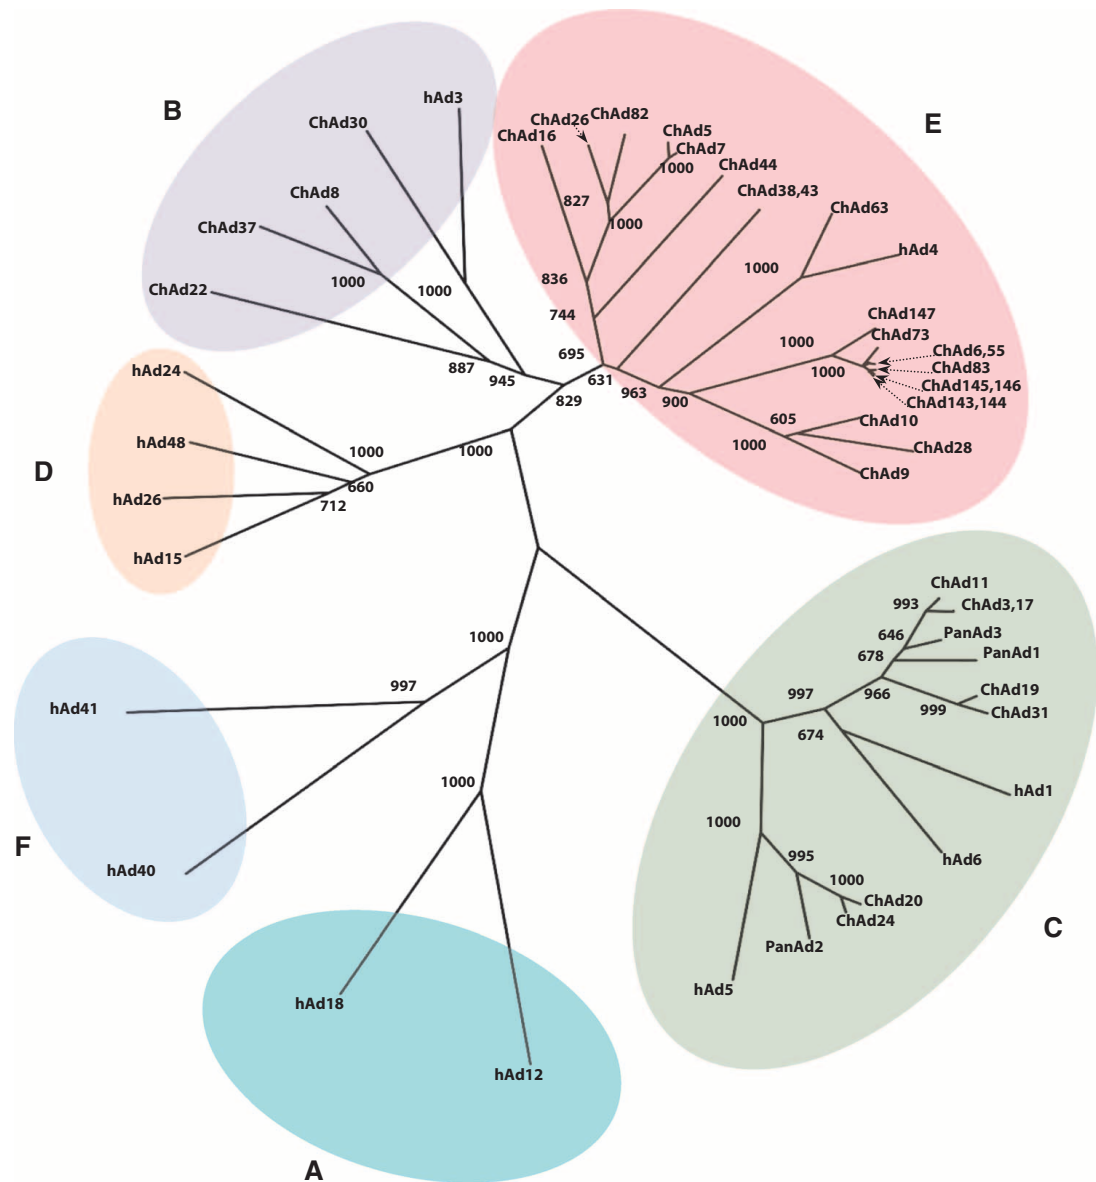 B
hAd3
ChAd30
ChAd8
ChAd37
ChAd22
1000
1000
887
945
829
E
ChAd26
ChAd82
ChAd16
ChAd5
ChAd7
1000
ChAd44
ChAd38,43
ChAd63
hAd4
827
1000
836
744
695
631
963
900
1000
ChAd147
ChAd73
1000
1000
ChAd6,55
ChAd83
ChAd145,146
ChAd143,144
ChAd10
605
1000
ChAd28
ChAd9
hAd24
hAd48
D
hAd26
hAd15
1000
1000
660
712
ChAd11
993
ChAd3,17
646
PanAd3
678
PanAd1
ChAd19
966
999
ChAd31
997
1000
674
hAd1
hAd6
1000
995
1000
ChAd20
ChAd24
PanAd2
hAd5
C
1000
997
hAd41
hAd40
F
1000
hAd18
hAd12
A